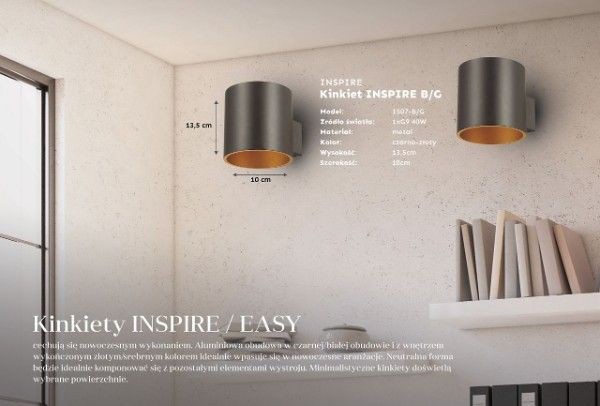 INSPIRE
Kinkiet INSPIRE B/G
Model: 1507-B/G
Źródło światła: 1xG9 40W
Materiał: metal
Kolor: czarno-złoty
Wysokość: 13.5cm
Szerokość: 10cm
13,5 cm
10 cm
Kinkiety INSPIRE / EASY
cechują się nowoczesnym wykonaniem. Aluminiowa obudowa w czarnej/białej obudowie i z wnętrzem
wykończonym złotym/srebrnym kolorem idealnie wpasuje się w nowoczesne aranżacje. Neutralna forma
będzie idealnie komponować się z pozostałymi elementami wystroju. Minimalistyczne kinkiety doświetlą
wybrane powierzchnie.